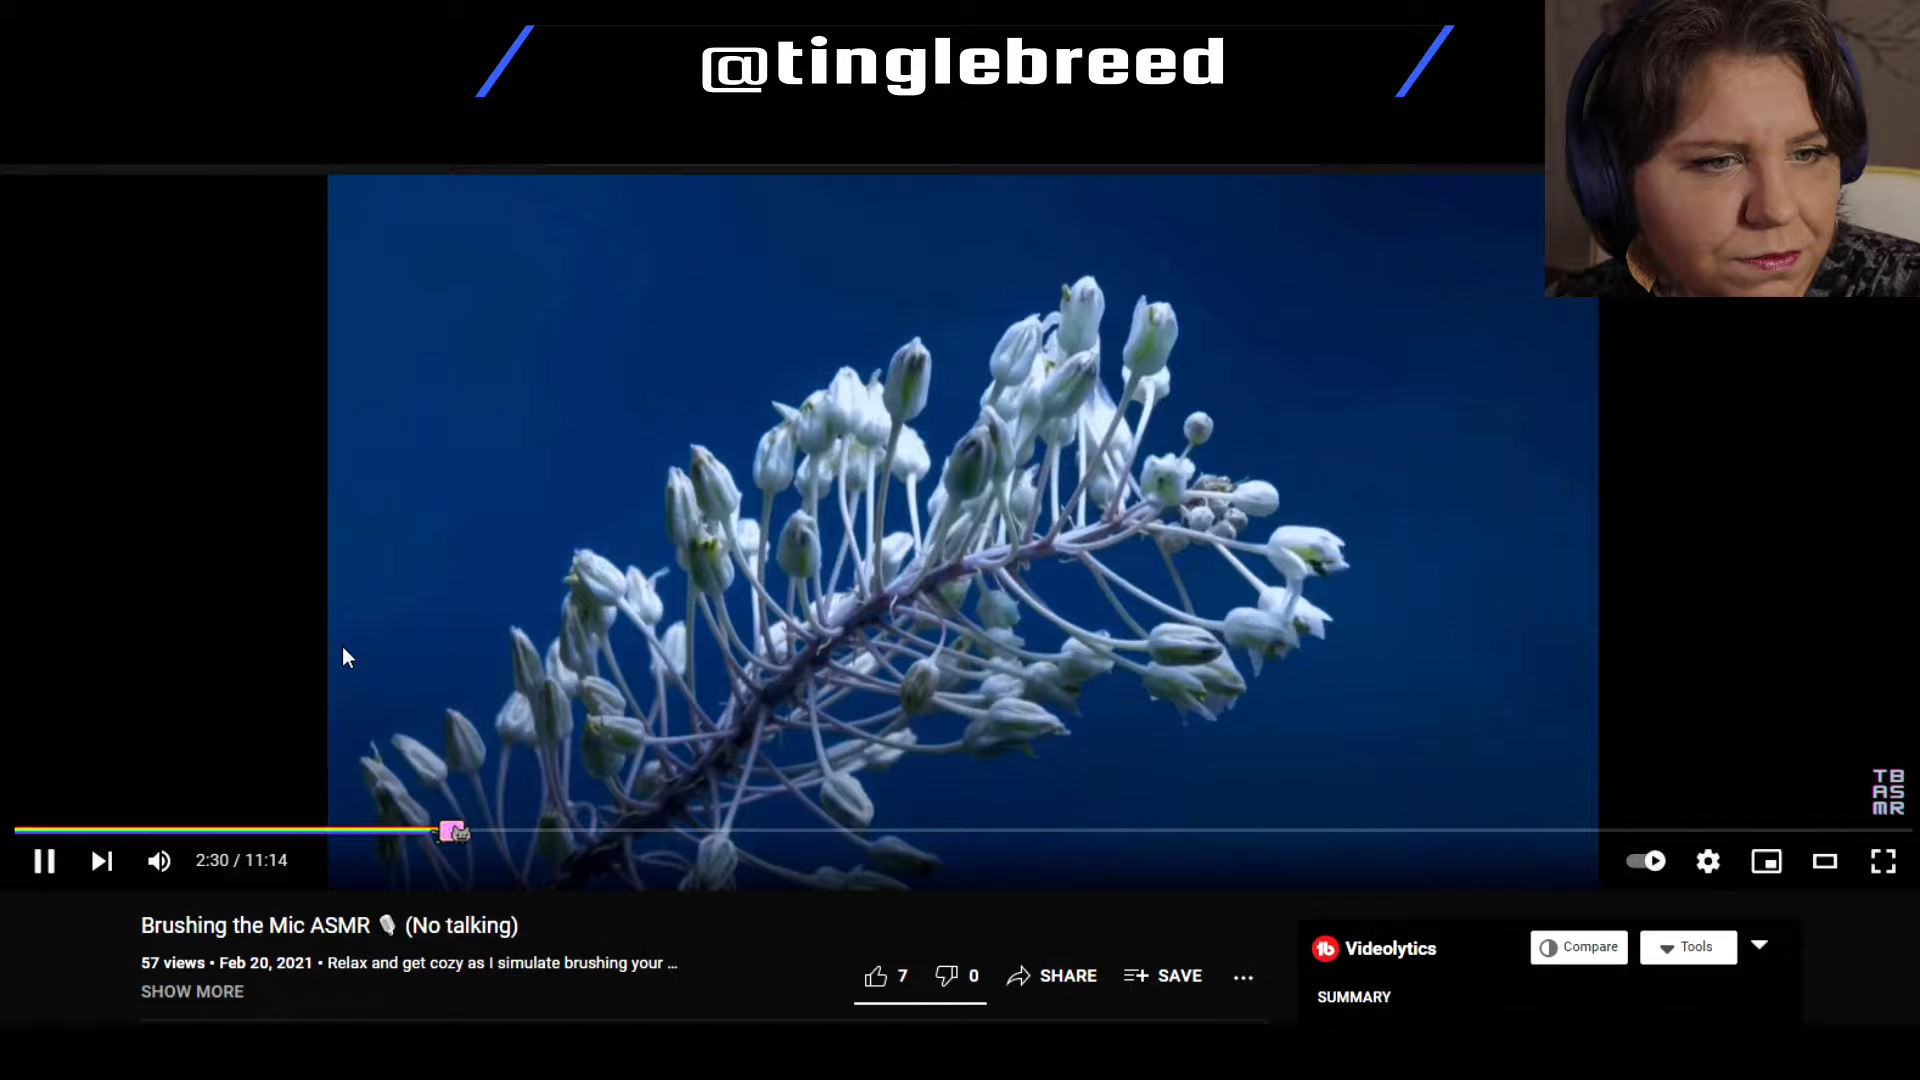 @tinglebreed
TB
AS
MR
2:30 / 11:14
Brushing the Mic ASMR 🎙 (No talking)
57 views • Feb 20, 2021 • Relax and get cozy as I simulate brushing your ...
SHOW MORE
7
0
SHARE
SAVE
tb Videolytics
Compare
Tools
SUMMARY